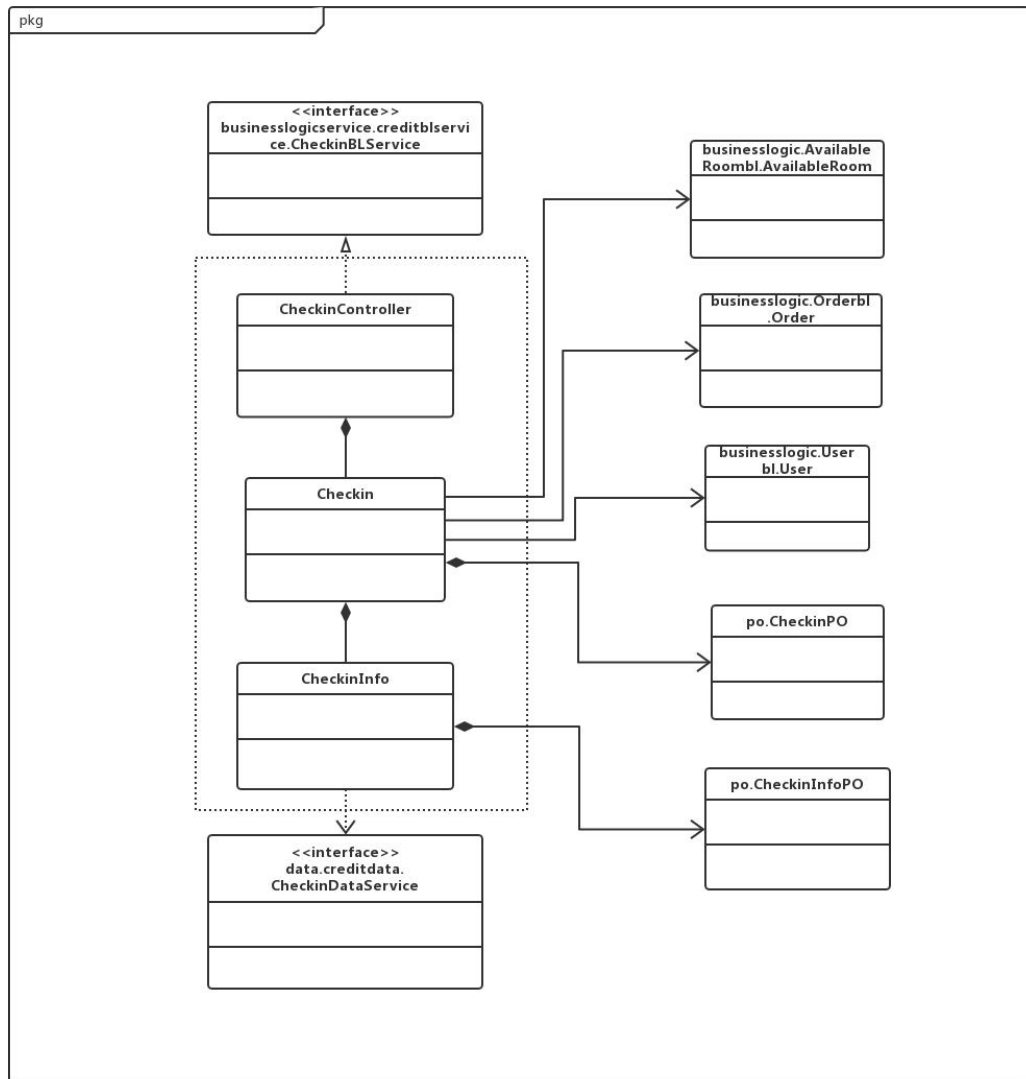 pkg
<<interface>>
businesslogicservice.creditblservi
ce.CheckinBLService
businesslogic.Available
Roombl.AvailableRoom
CheckinController
businesslogic.Orderbl
.Order
businesslogic.User
bl.User
Checkin
po.CheckinPO
CheckinInfo
po.CheckinInfoPO
<<interface>>
data.creditdata.
CheckinDataService